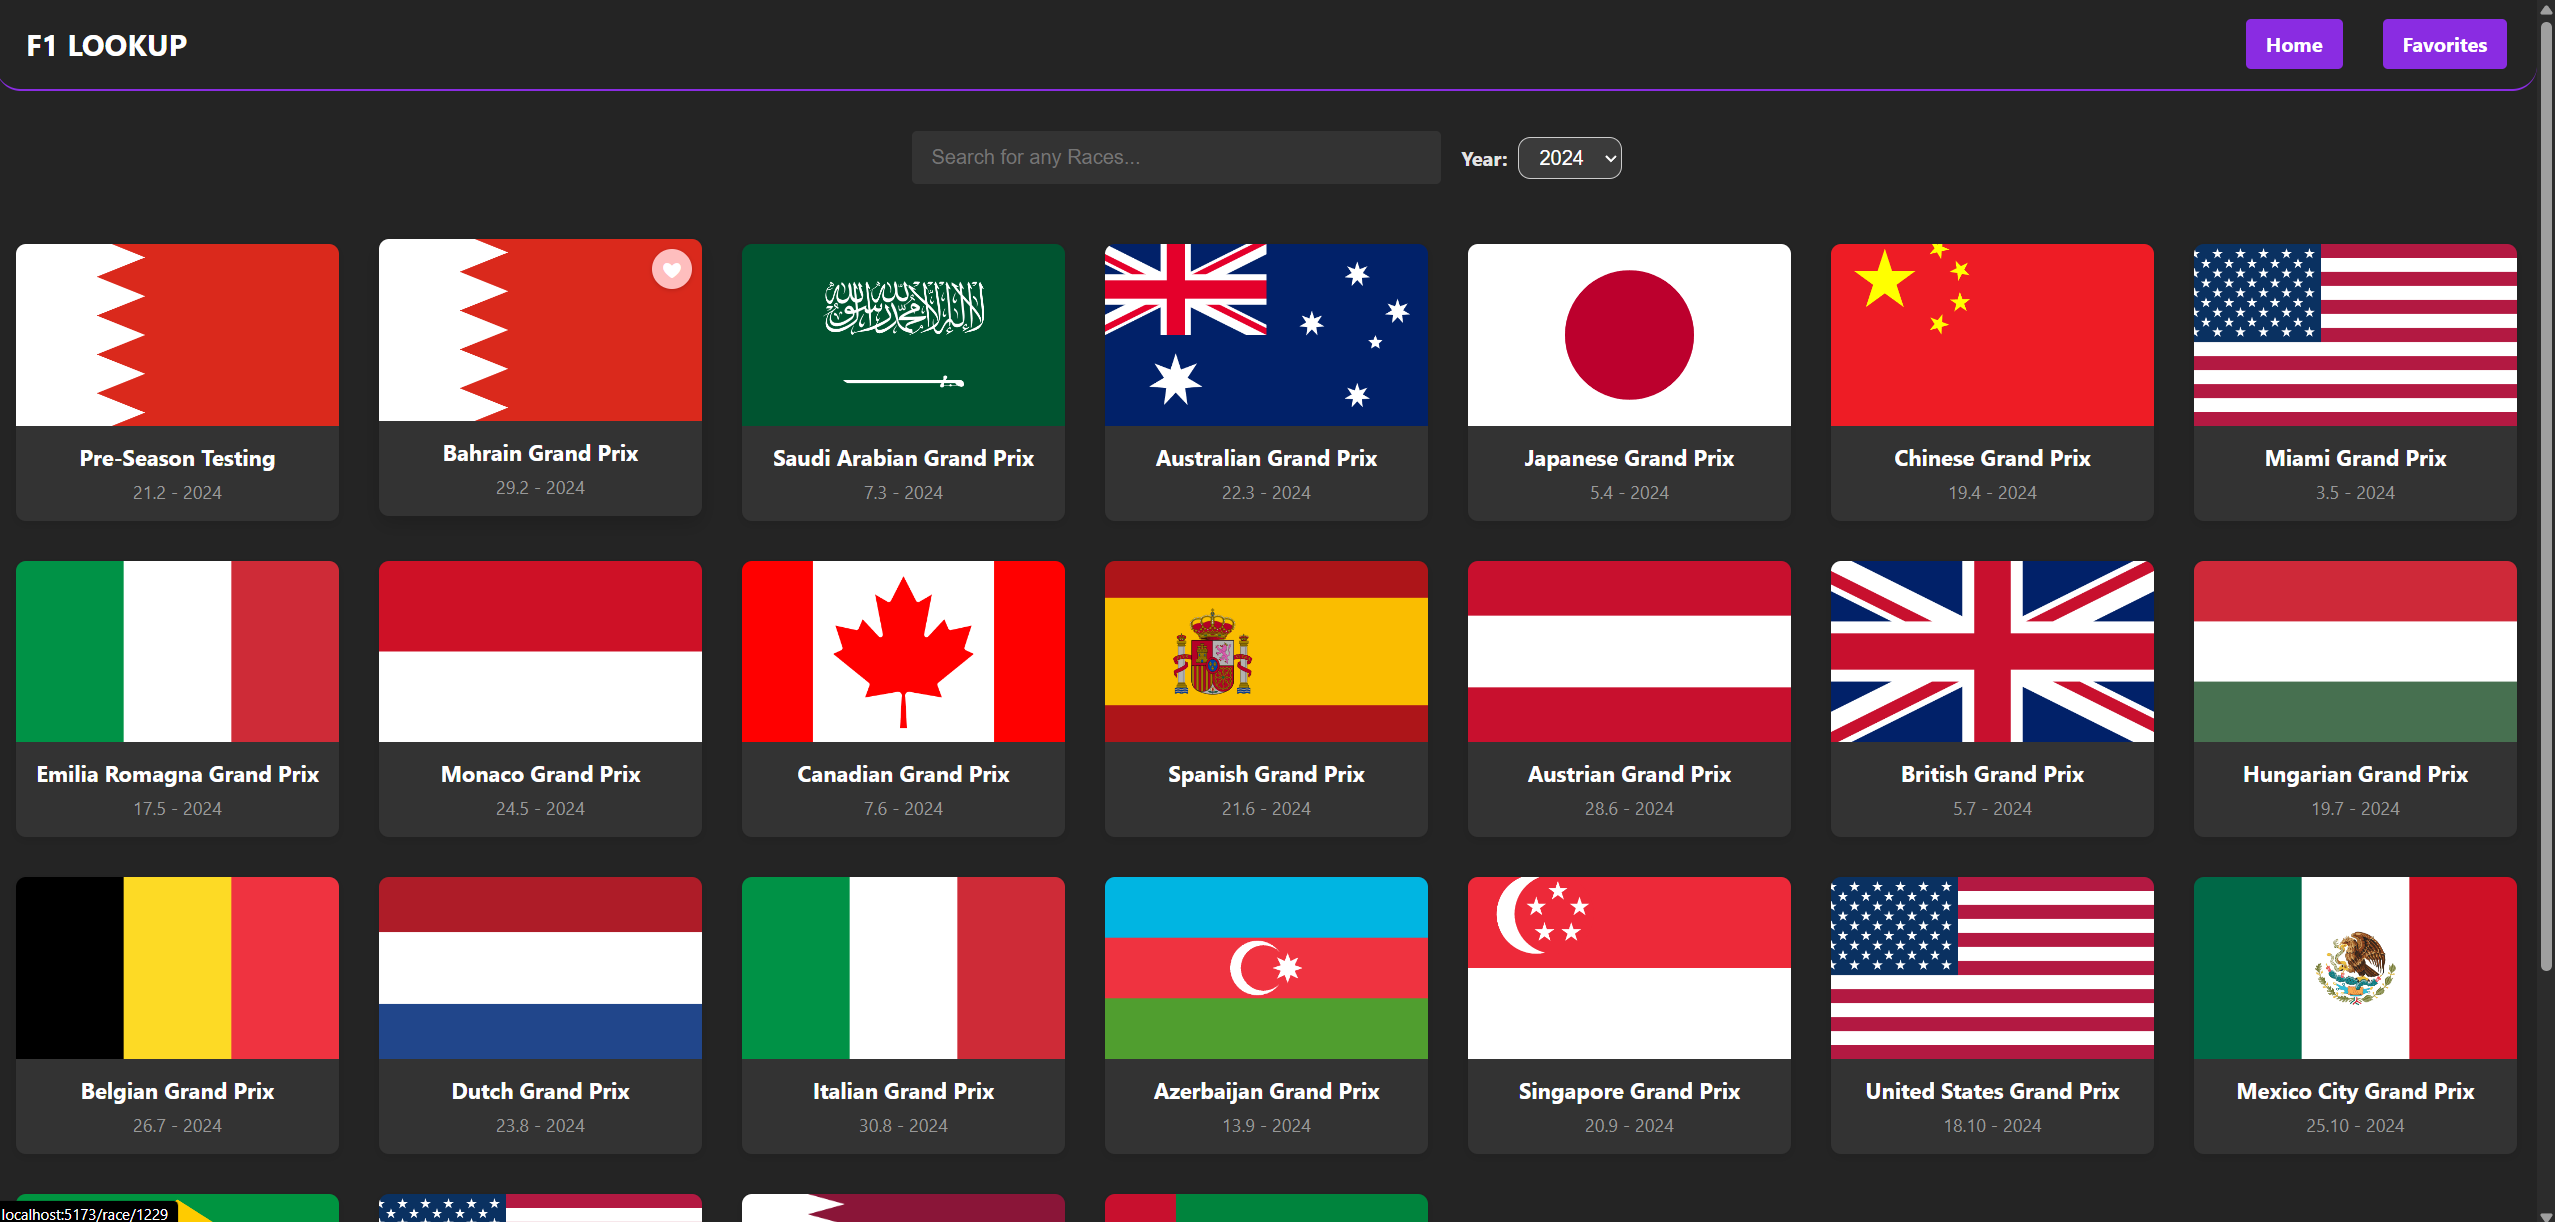 F1 LOOKUP
Home
Favorites
Search for any Races...
Year:
2024
Pre-Season Testing
21.2 - 2024
Bahrain Grand Prix
29.2 - 2024
Saudi Arabian Grand Prix
7.3 - 2024
Australian Grand Prix
22.3 - 2024
Japanese Grand Prix
5.4 - 2024
Chinese Grand Prix
19.4 - 2024
Miami Grand Prix
3.5 - 2024
Emilia Romagna Grand Prix
17.5 - 2024
Monaco Grand Prix
24.5 - 2024
Canadian Grand Prix
7.6 - 2024
Spanish Grand Prix
21.6 - 2024
Austrian Grand Prix
28.6 - 2024
British Grand Prix
5.7 - 2024
Hungarian Grand Prix
19.7 - 2024
Belgian Grand Prix
26.7 - 2024
Dutch Grand Prix
23.8 - 2024
Italian Grand Prix
30.8 - 2024
Azerbaijan Grand Prix
13.9 - 2024
Singapore Grand Prix
20.9 - 2024
United States Grand Prix
18.10 - 2024
Mexico City Grand Prix
25.10 - 2024
localhost:5173/race/1229